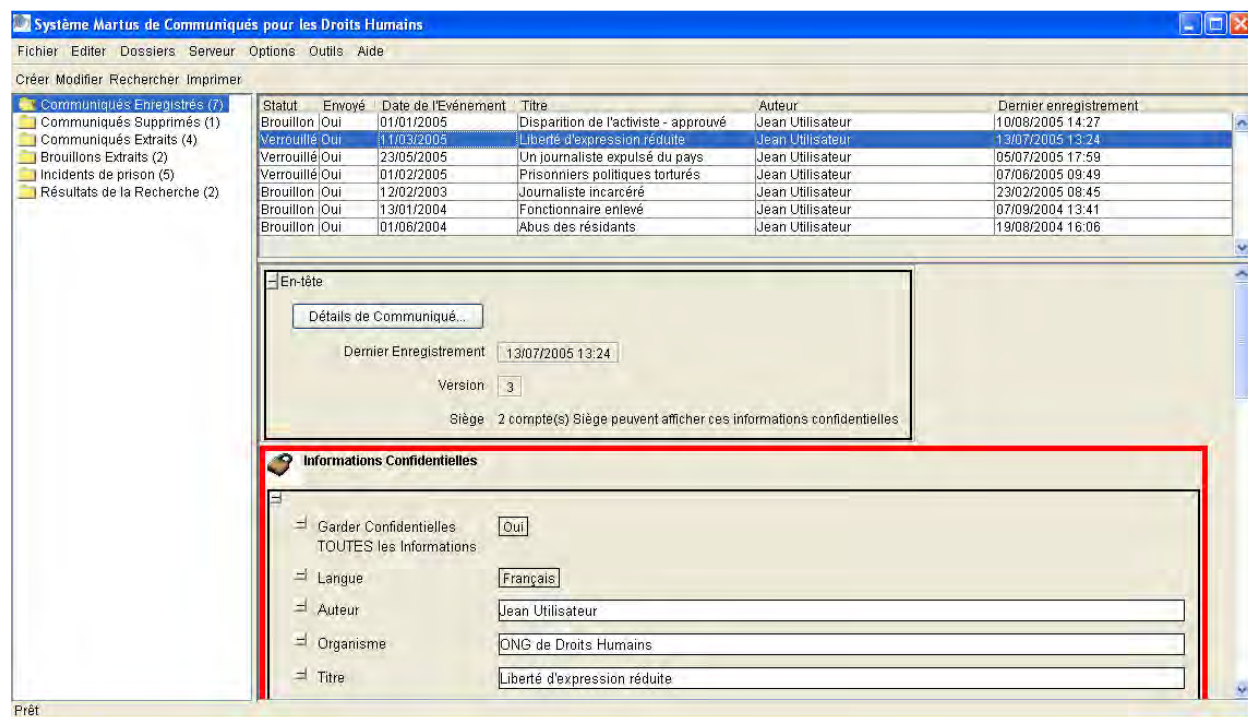 Système Martus de Communiqués pour les Droits Humains
Fichier Editer Dossiers Serveur Options Outils Aide
Créer Modifier Rechercher Imprimer
Communiqués Enregistrés (7)
Communiqués Supprimés (1)
Communiqués Extraits (4)
Brouillons Extraits (2)
Incidents de prison (5)
Résultats de la Recherche (2)
Statut Envoyé Date de l'Evénement Titre Auteur Dernier enregistrement
Brouillon Oui 01/01/2005 Disparition de l'activiste - approuvé Jean Utilisateur 10/08/2005 14:27
Verrouillé Oui 11/03/2005 Liberté d'expression réduite Jean Utilisateur 13/07/2005 13:24
Verrouillé Oui 23/05/2005 Un journaliste expulsé du pays Jean Utilisateur 05/07/2005 17:59
Verrouillé Oui 01/02/2005 Prisonniers politiques torturés Jean Utilisateur 07/06/2005 09:49
Brouillon Oui 12/02/2003 Journaliste incarcéré Jean Utilisateur 23/02/2005 08:45
Brouillon Oui 13/01/2004 Fonctionnaire enlevé Jean Utilisateur 07/09/2004 13:41
Brouillon Oui 01/06/2004 Abus des résidants Jean Utilisateur 19/08/2004 16:06
En-tête
Détails de Communiqué...
Dernier Enregistrement 13/07/2005 13:24
Version 3
Siège 2 compte(s) Siège peuvent afficher ces informations confidentielles
Informations Confidentielles
Garder Confidentielles Oui
TOUTES les Informations
Langue Français
Auteur Jean Utilisateur
Organisme ONG de Droits Humains
Titre Liberté d'expression réduite
Prêt